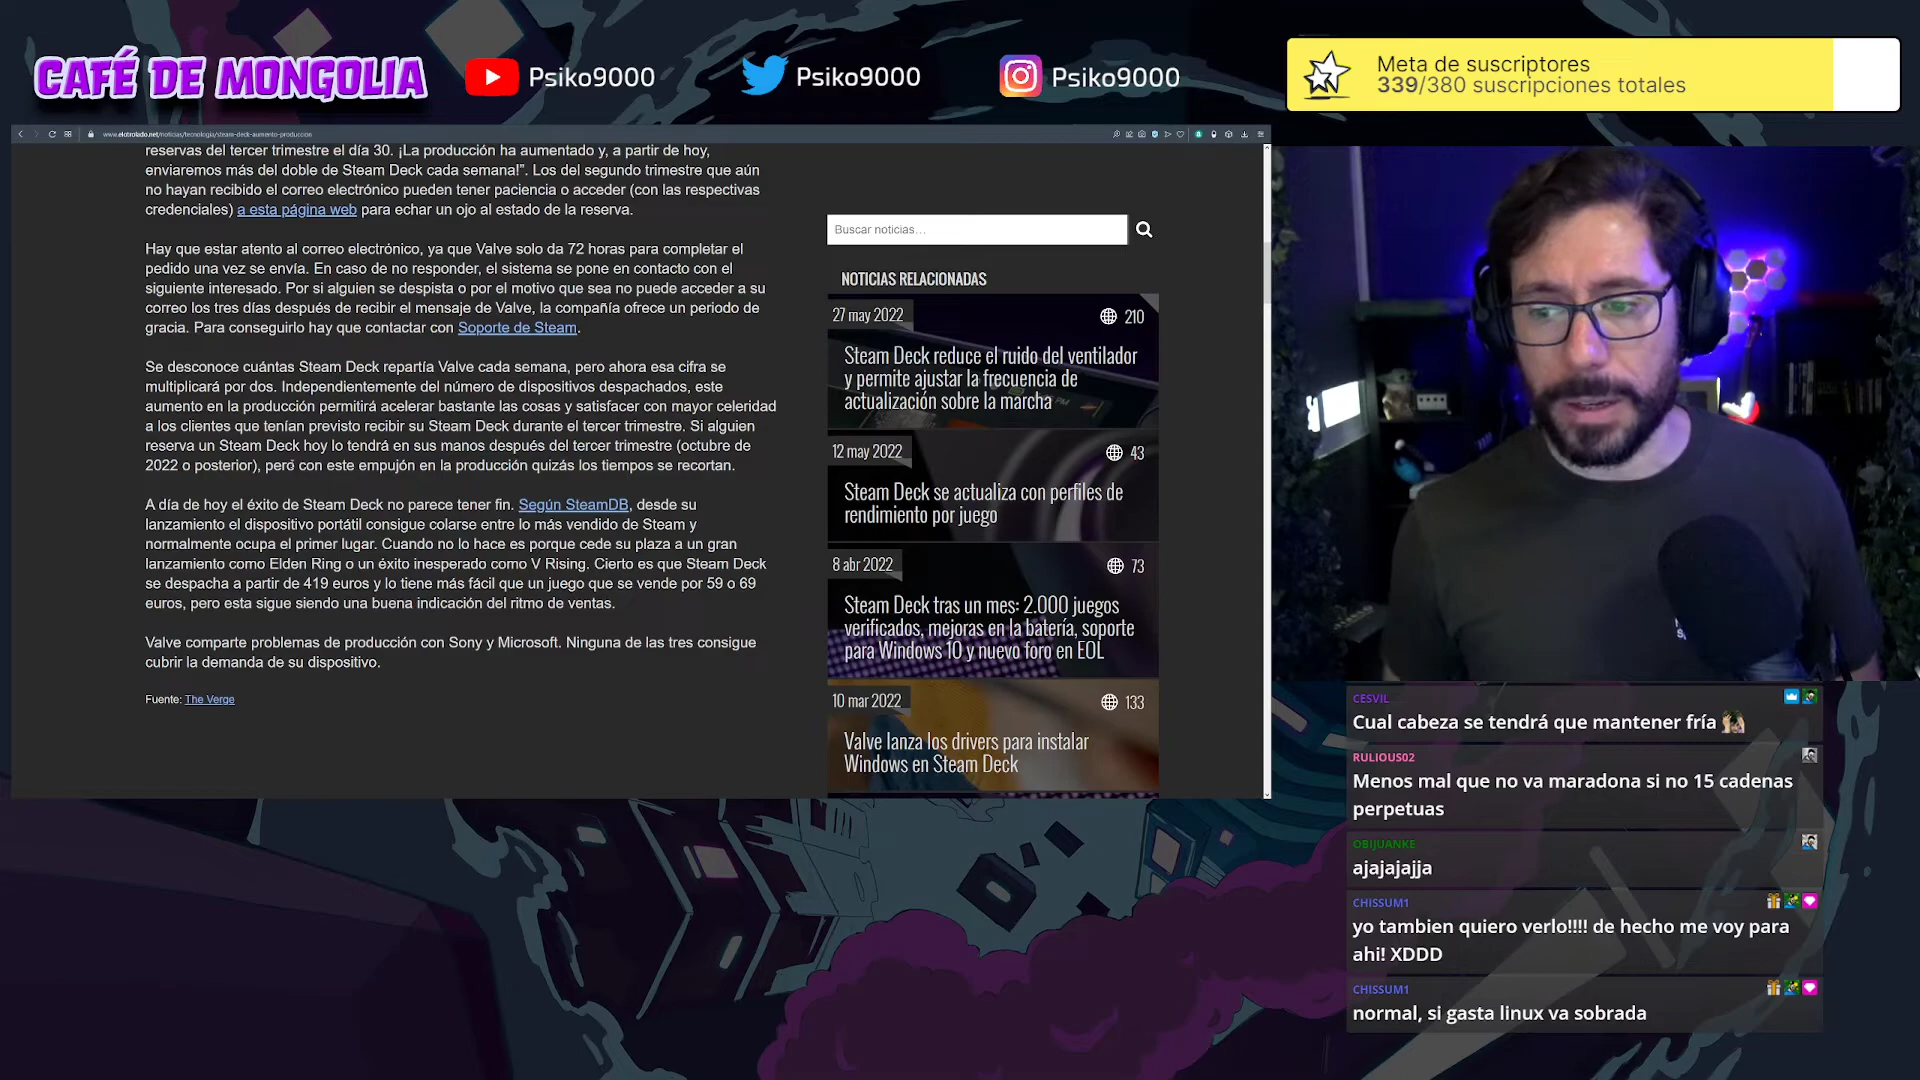 CAFÉ DE MONGOLIA
Psiko9000
Psiko9000
Psiko9000
Meta de suscriptores
339/380 suscripciones totales
www.elotrolado.net/noticias/tecnologia/steam-deck-aumento-produccion
reservas del tercer trimestre el día 30. ¡La producción ha aumentado y, a partir de hoy,
enviaremos más del doble de Steam Deck cada semana!”. Los del segundo trimestre que aún
no hayan recibido el correo electrónico pueden tener paciencia o acceder (con las respectivas
credenciales) a esta página web para echar un ojo al estado de la reserva.
Hay que estar atento al correo electrónico, ya que Valve solo da 72 horas para completar el
pedido una vez se envía. En caso de no responder, el sistema se pone en contacto con el
siguiente interesado. Por si alguien se despista o por el motivo que sea no puede acceder a su
correo los tres días después de recibir el mensaje de Valve, la compañía ofrece un periodo de
gracia. Para conseguirlo hay que contactar con Soporte de Steam.
Se desconoce cuántas Steam Deck repartía Valve cada semana, pero ahora esa cifra se
multiplicará por dos. Independientemente del número de dispositivos despachados, este
aumento en la producción permitirá acelerar bastante las cosas y satisfacer con mayor celeridad
a los clientes que tenían previsto recibir su Steam Deck durante el tercer trimestre. Si alguien
reserva un Steam Deck hoy lo tendrá en sus manos después del tercer trimestre (octubre de
2022 o posterior), pero con este empujón en la producción quizás los tiempos se recortan.
A día de hoy el éxito de Steam Deck no parece tener fin. Según SteamDB, desde su
lanzamiento el dispositivo portátil consigue colarse entre lo más vendido de Steam y
normalmente ocupa el primer lugar. Cuando no lo hace es porque cede su plaza a un gran
lanzamiento como Elden Ring o un éxito inesperado como V Rising. Cierto es que Steam Deck
se despacha a partir de 419 euros y lo tiene más fácil que un juego que se vende por 59 o 69
euros, pero esta sigue siendo una buena indicación del ritmo de ventas.
Valve comparte problemas de producción con Sony y Microsoft. Ninguna de las tres consigue
cubrir la demanda de su dispositivo.
Fuente: The Verge
Buscar noticias…
NOTICIAS RELACIONADAS
27 may 2022
210
Steam Deck reduce el ruido del ventilador
y permite ajustar la frecuencia de
actualización sobre la marcha
12 may 2022
43
Steam Deck se actualiza con perfiles de
rendimiento por juego
8 abr 2022
73
Steam Deck tras un mes: 2.000 juegos
verificados, mejoras en la batería, soporte
para Windows 10 y nuevo foro en EOL
10 mar 2022
133
Valve lanza los drivers para instalar
Windows en Steam Deck
CESVIL
Cual cabeza se tendrá que mantener fría
RULIOUS02
Menos mal que no va maradona si no 15 cadenas
perpetuas
OBIJUANKE
ajajajajja
CHISSUM1
yo tambien quiero verlo!!!! de hecho me voy para
ahi! XDDD
CHISSUM1
normal, si gasta linux va sobrada